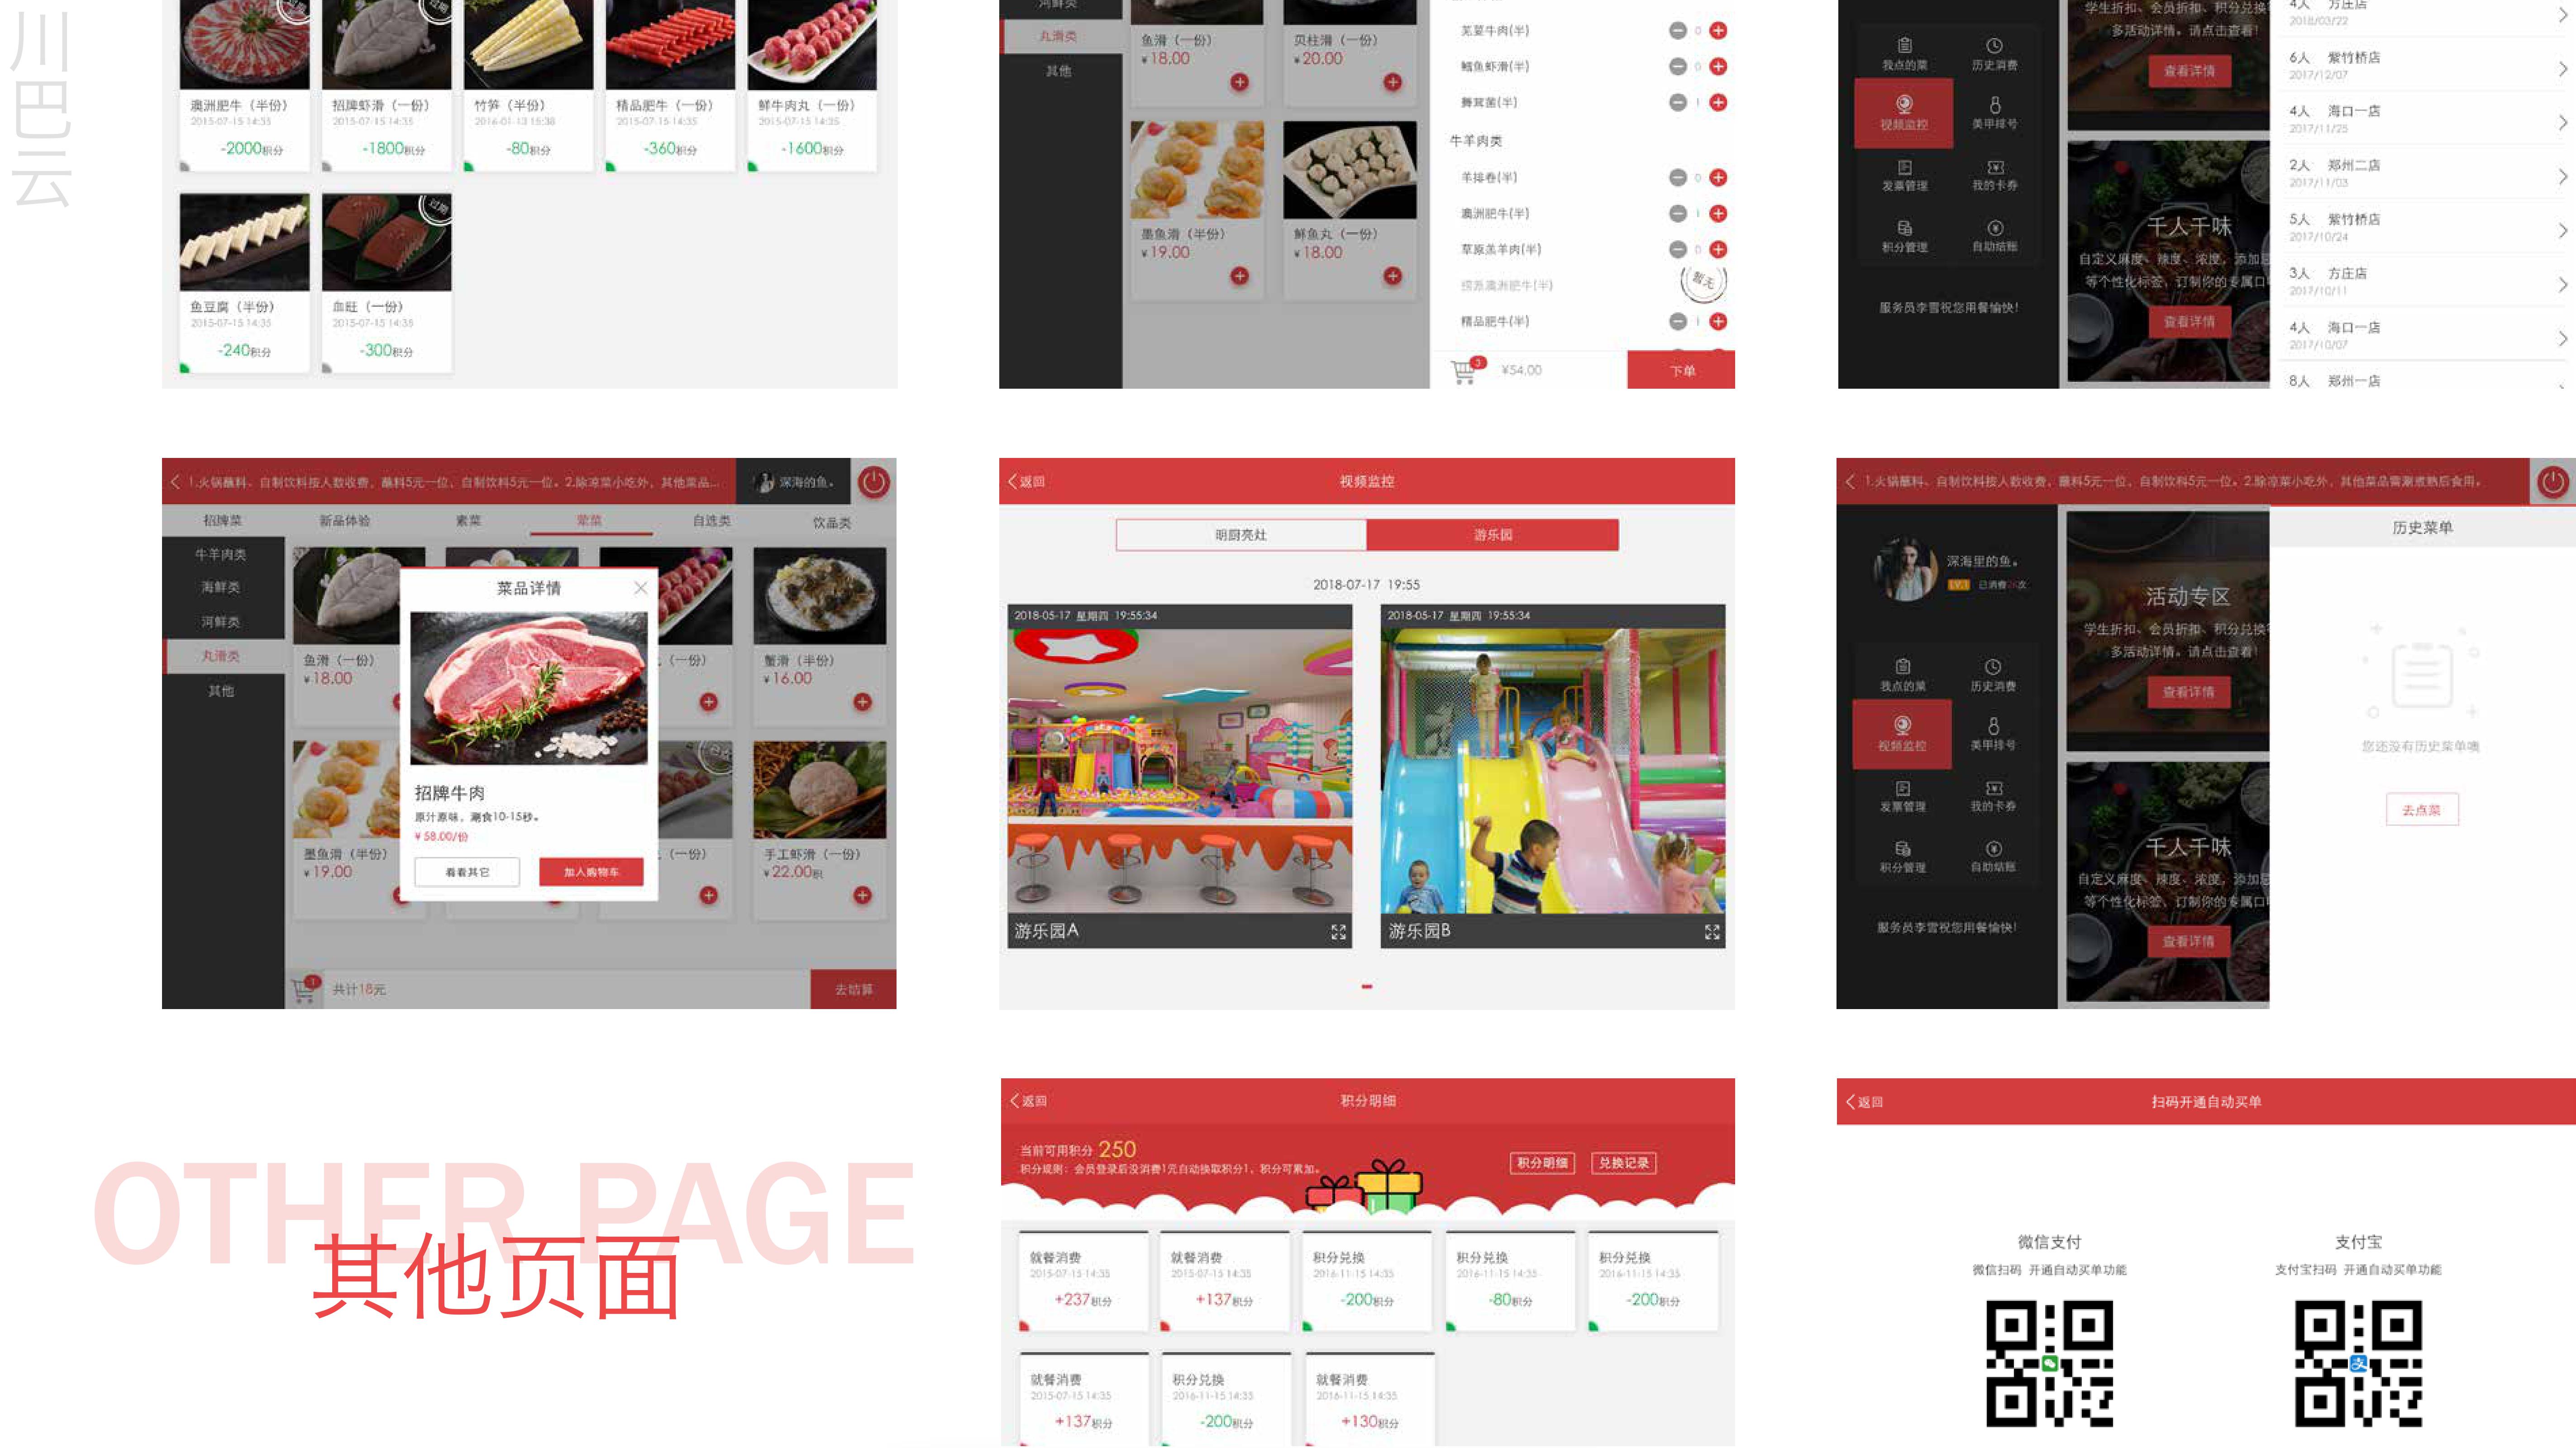 川巴云
澳洲肥牛（半份）
2015-07-15 14:35
-2000积分
招牌虾滑（一份）
2015-07-15 14:35
-1800积分
竹笋（半份）
2016-01-13 15:38
-80积分
精品肥牛（一份）
2015-07-15 14:35
-360积分
鲜牛肉丸（一份）
2015-07-15 14:35
-1600积分
过期
鱼豆腐（半份）
2015-07-15 14:35
-240积分
血旺（一份）
2015-07-15 14:35
-300积分
河鲜类
丸滑类
其他
鱼滑（一份）
¥18.00
贝柱滑（一份）
¥20.00
墨鱼滑（半份）
¥19.00
鲜鱼丸（一份）
¥18.00
芫荽牛肉(半)
0
鳕鱼虾滑(半)
0
舞茸菌(半)
1
牛羊肉类
羊排卷(半)
0
澳洲肥牛(半)
1
草原羔羊肉(半)
0
捞派澳洲肥牛(半)
暂无
精品肥牛(半)
1
3
¥54.00
下单
我点的菜
历史消费
视频监控
美甲排号
发票管理
我的卡券
积分管理
自助结账
服务员李雪祝您用餐愉快!
学生折扣、会员折扣、积分兑换
多活动详情。请点击查看!
查看详情
千人千味
自定义麻度、辣度、浓度，添加
等个性化标签，订制你的专属口
查看详情
4人 方庄店
2018/03/22
6人 紫竹桥店
2017/12/07
4人 海口一店
2017/11/25
2人 郑州二店
2017/11/03
5人 紫竹桥店
2017/10/24
3人 方庄店
2017/10/11
4人 海口一店
2017/10/07
8人 郑州一店
1.火锅蘸料、自制饮料按人数收费，蘸料5元一位，自制饮料5元一位。2.除凉菜小吃外，其他菜品...
深海的鱼。
招牌菜
新品体验
素菜
荤菜
自选类
饮品类
牛羊肉类
海鲜类
河鲜类
丸滑类
其他
鱼滑（一份）
¥18.00
（一份）
蟹滑（半份）
¥16.00
墨鱼滑（半份）
¥19.00
（一份）
手工虾滑（一份）
¥22.00积
菜品详情
招牌牛肉
原汁原味，涮食10-15秒。
¥58.00/份
看看其它
加入购物车
1
共计18元
去结算
返回
视频监控
明厨亮灶
游乐园
2018-07-17 19:55
2018-05-17 星期四 19:55:34
2018-05-17 星期四 19:55:34
游乐园A
游乐园B
1.火锅蘸料、自制饮料按人数收费，蘸料5元一位，自制饮料5元一位。2.除凉菜小吃外，其他菜品需涮煮熟后食用。
深海里的鱼。
LV.1
我点的菜
历史消费
视频监控
美甲排号
发票管理
我的卡券
积分管理
自助结账
服务员李雪祝您用餐愉快!
活动专区
学生折扣、会员折扣、积分兑换
多活动详情。请点击查看!
查看详情
千人千味
自定义麻度、辣度、浓度，添加
等个性化标签，订制你的专属口
查看详情
历史菜单
您还没有历史菜单噢
去点菜
OTHER PAGE
其他页面
返回
积分明细
当前可用积分 250
积分规则：会员登录后没消费1元自动换取积分1，积分可累加。
积分明细
兑换记录
就餐消费
2015-07-15 14:35
+237积分
就餐消费
2015-07-15 14:35
+137积分
积分兑换
2016-11-15 14:35
-200积分
积分兑换
2016-11-15 14:35
-80积分
积分兑换
2016-11-15 14:35
-200积分
就餐消费
2015-07-15 14:35
+137积分
积分兑换
2016-11-15 14:35
-200积分
就餐消费
2016-11-15 14:35
+130积分
返回
扫码开通自动买单
微信支付
微信扫码 开通自动买单功能
支付宝
支付宝扫码 开通自动买单功能